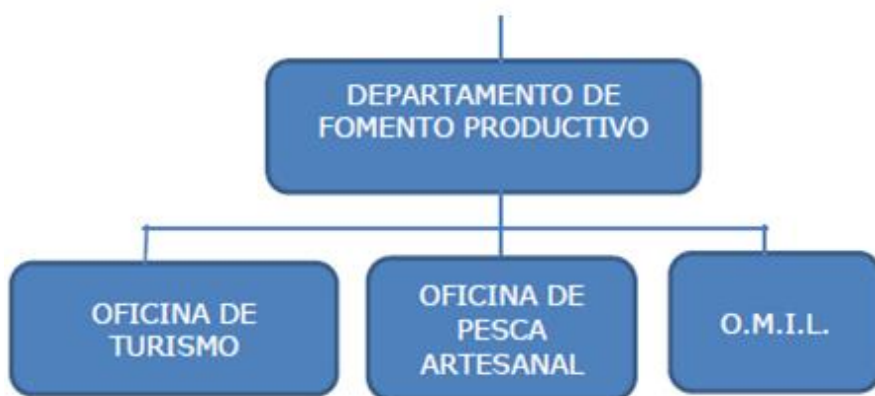 DEPARTAMENTO DE
FOMENTO PRODUCTIVO
OFICINA DE
TURISMO
OFICINA DE
PESCA
ARTESANAL
O.M.I.L.